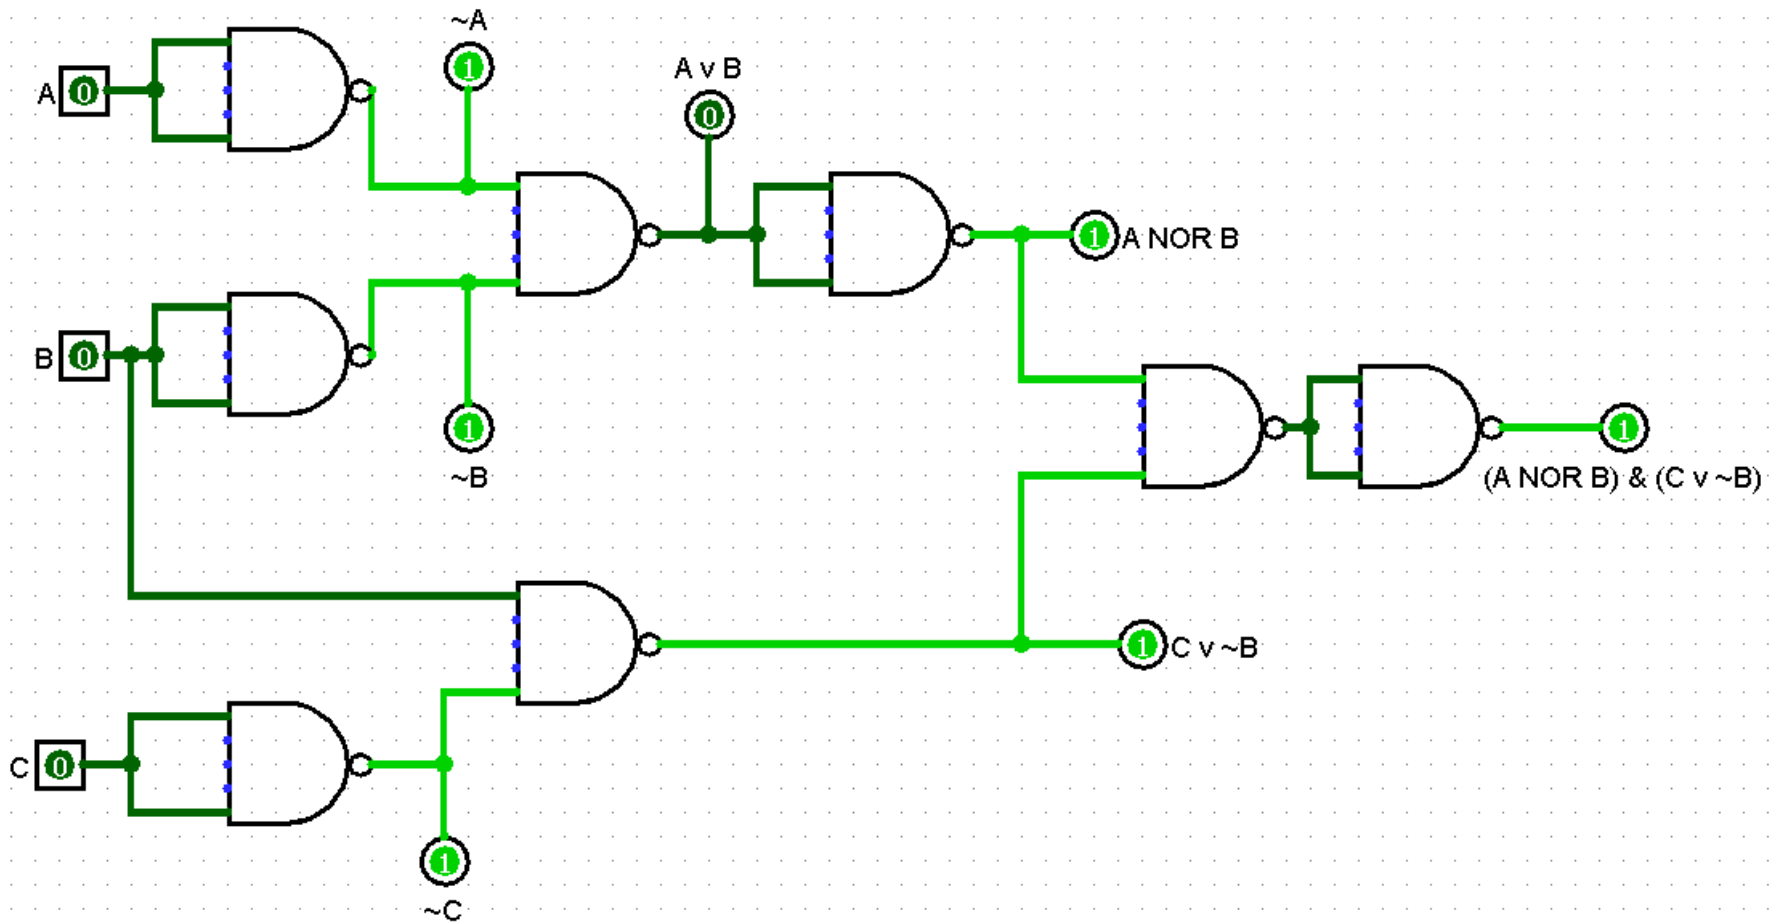 ~A
A v B
A 0
1
0
1 A NOR B
B 0
1
~B
1
(A NOR B) & (C v ~B)
1 C v ~B
C 0
1
~C